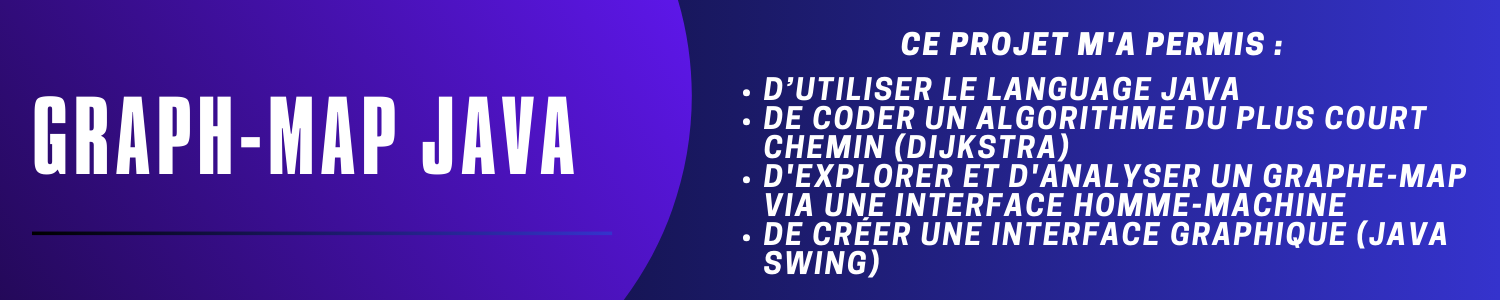 GRAPH-MAP JAVA
CE PROJET M'A PERMIS :
• D’UTILISER LE LANGUAGE JAVA
• DE CODER UN ALGORITHME DU PLUS COURT
CHEMIN (DIJKSTRA)
• D'EXPLORER ET D'ANALYSER UN GRAPHE-MAP
VIA UNE INTERFACE HOMME-MACHINE
• DE CRÉER UNE INTERFACE GRAPHIQUE (JAVA
SWING)